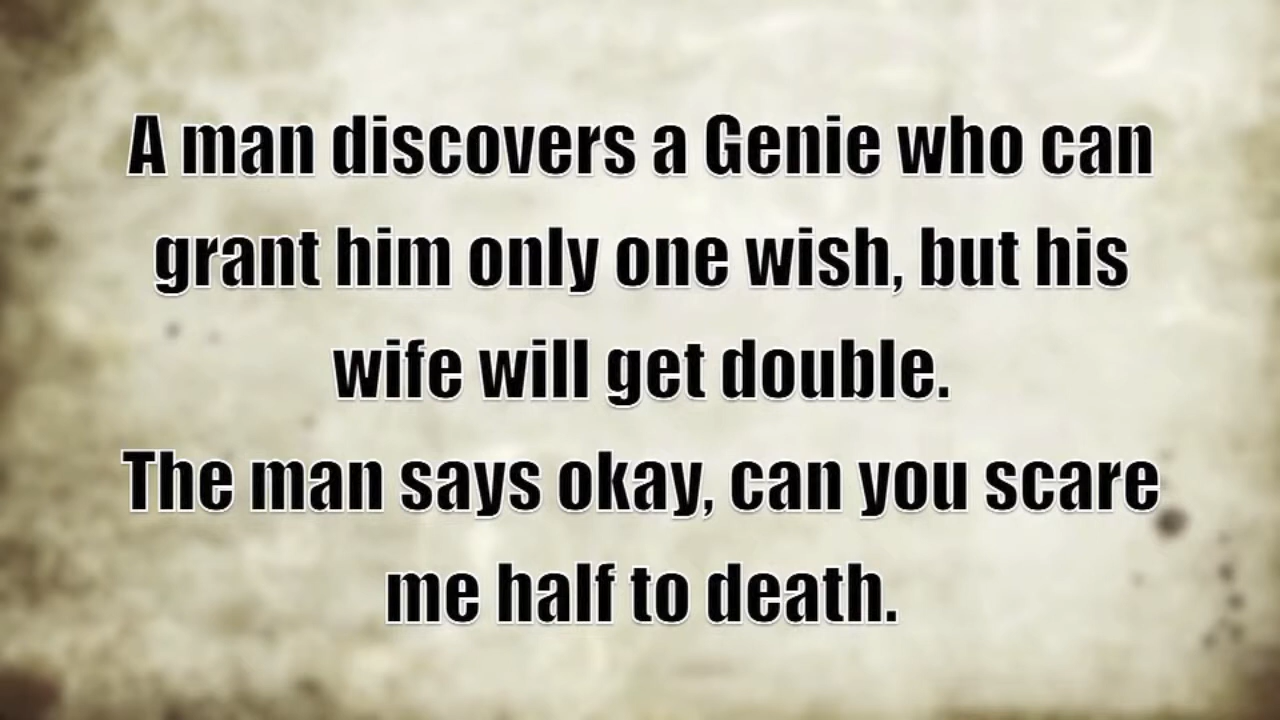 A man discovers a Genie who can
grant him only one wish, but his
wife will get double.
The man says okay, can you scare
me half to death.